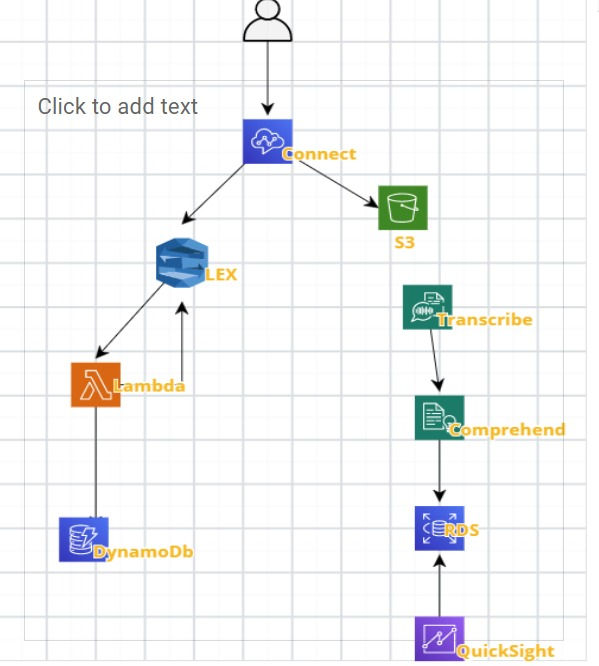 Click to add text
Connect
S3
LEX
Transcribe
Lambda
Comprehend
RDS
DynamoDb
QuickSight